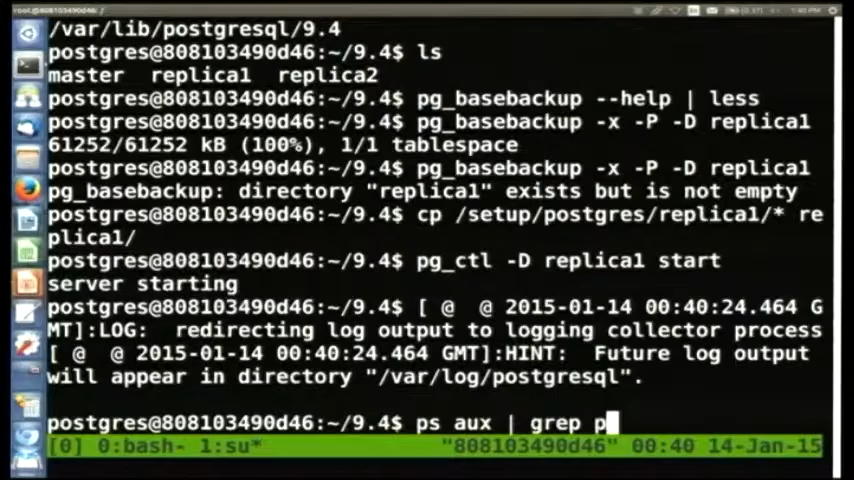 /var/lib/postgresql/9.4
postgres@808103490d46:~/9.4$ ls
master  replica1  replica2
postgres@808103490d46:~/9.4$ pg_basebackup --help | less
postgres@808103490d46:~/9.4$ pg_basebackup -x -P -D replica1
61252/61252 kB (100%), 1/1 tablespace
postgres@808103490d46:~/9.4$ pg_basebackup -x -P -D replica1
pg_basebackup: directory "replica1" exists but is not empty
postgres@808103490d46:~/9.4$ cp /setup/postgres/replica1/* re
plica1/
postgres@808103490d46:~/9.4$ pg_ctl -D replica1 start
server starting
postgres@808103490d46:~/9.4$ [ @  @ 2015-01-14 00:40:24.464 G
MT]:LOG:  redirecting log output to logging collector process
[ @  @ 2015-01-14 00:40:24.464 GMT]:HINT:  Future log output
will appear in directory "/var/log/postgresql".
postgres@808103490d46:~/9.4$ ps aux | grep p
[0] 0:bash- 1:su* "808103490d46" 00:40 14-Jan-15